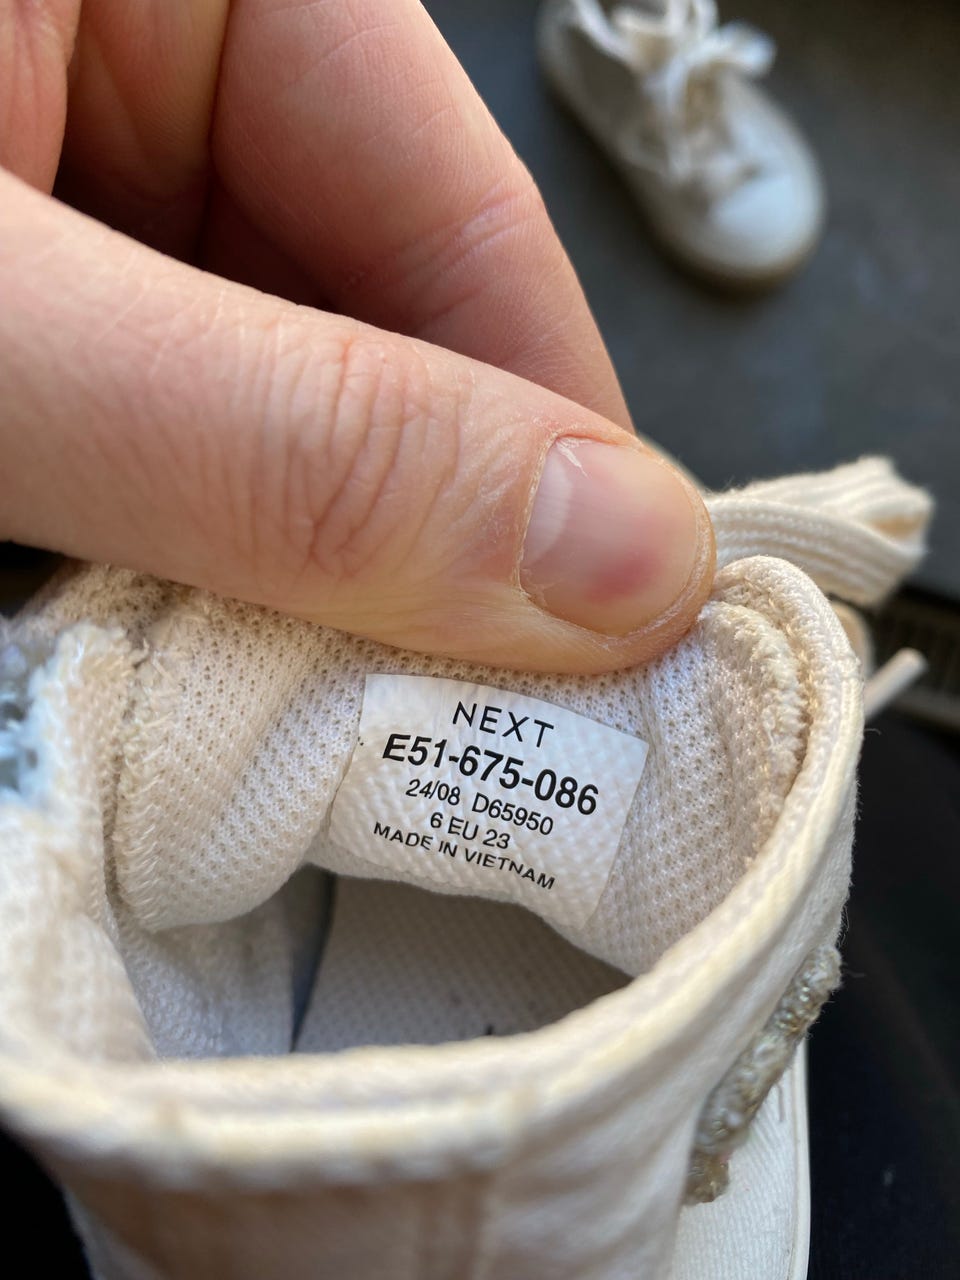 NEXT
E51-675-086
24/08 D65950
6 EU 23
MADE IN VIETNAM